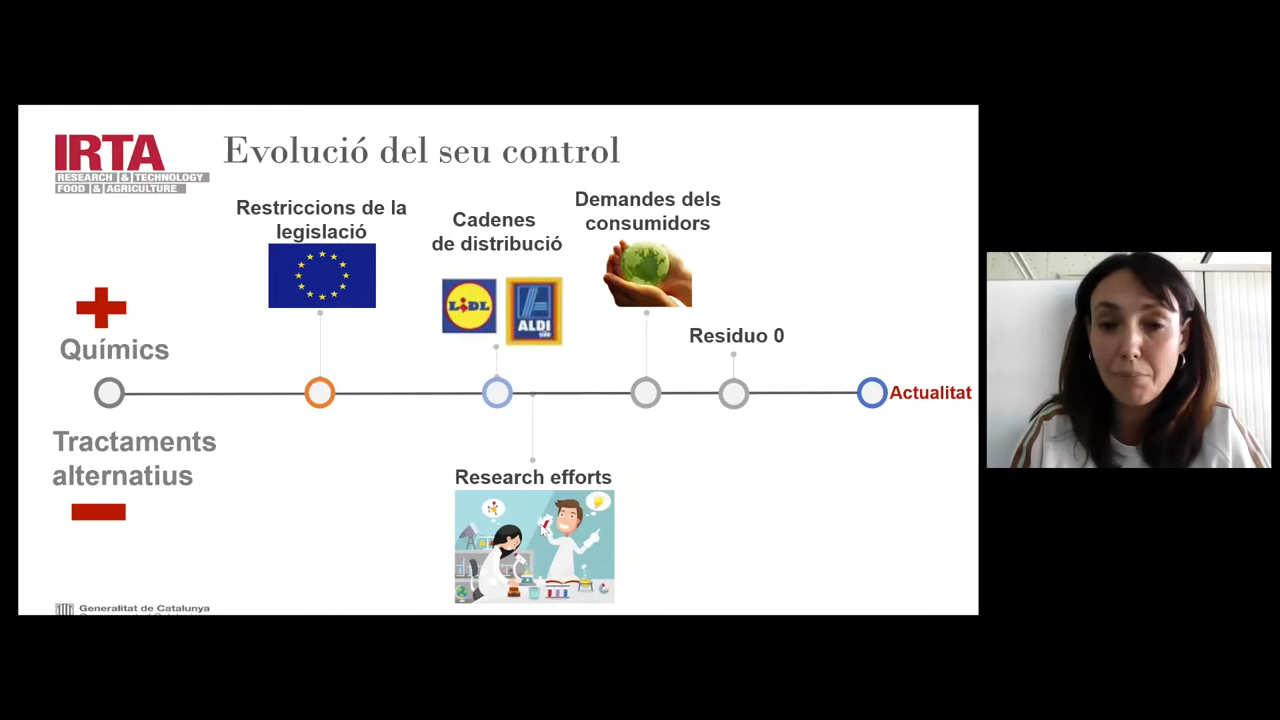 IRTA
RESEARCH & TECHNOLOGY
FOOD & AGRICULTURE
Evolució del seu control
Restriccions de la
legislació
Cadenes
de distribució
Demandes dels
consumidors
LIDL
ALDI
Residuo 0
+
Químics
Actualitat
Tractaments
alternatius
Research efforts
Generalitat de Catalunya